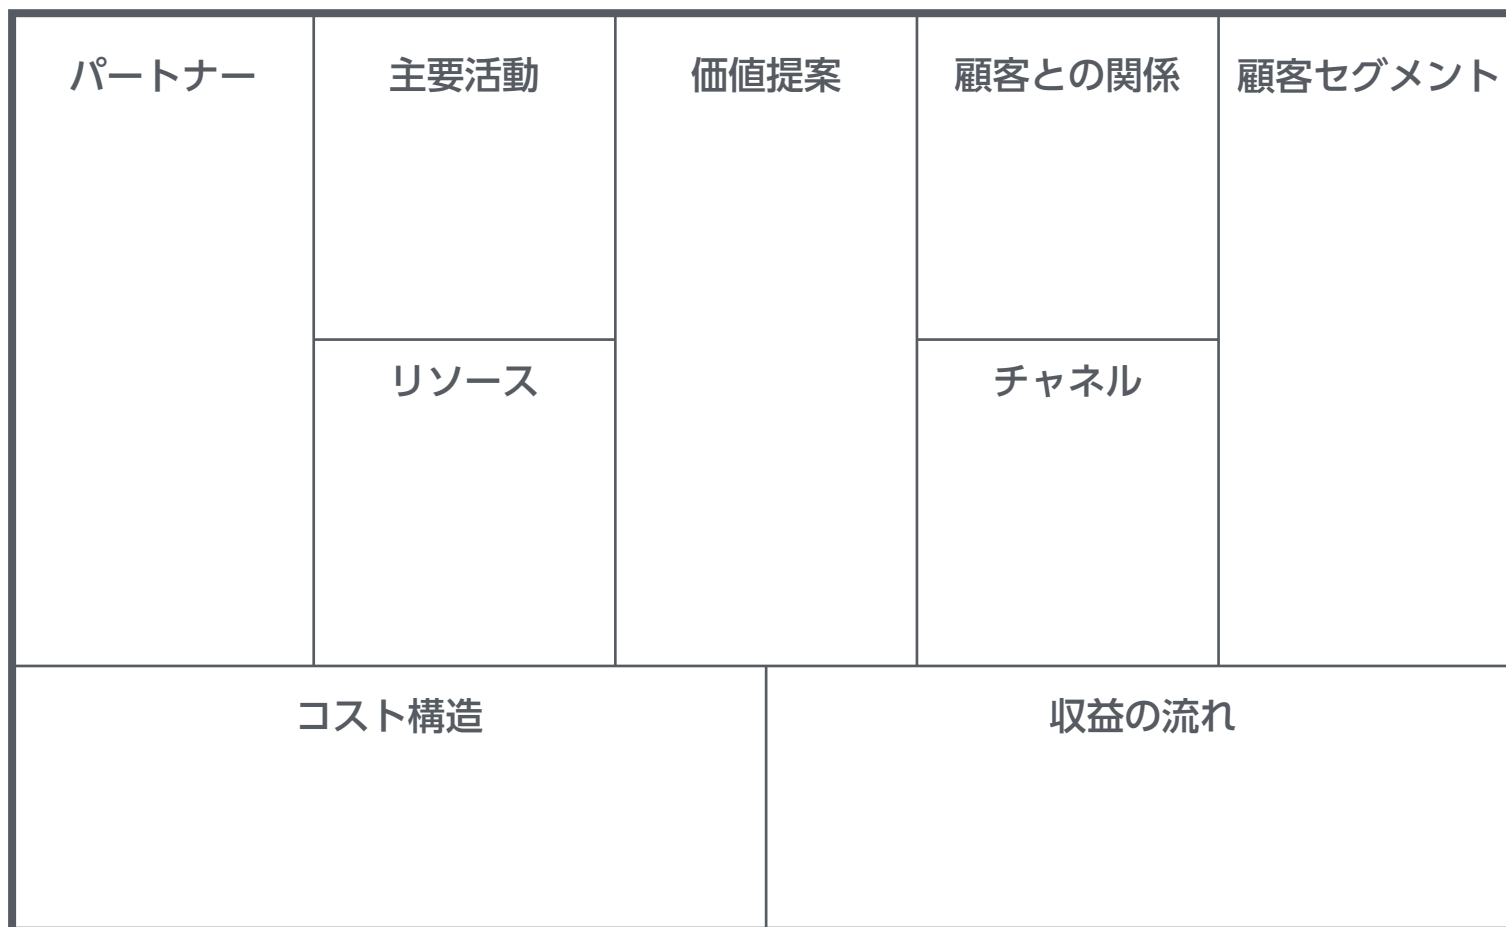 パートナー
主要活動
価値提案
顧客との関係
顧客セグメント
リソース
チャネル
コスト構造
収益の流れ